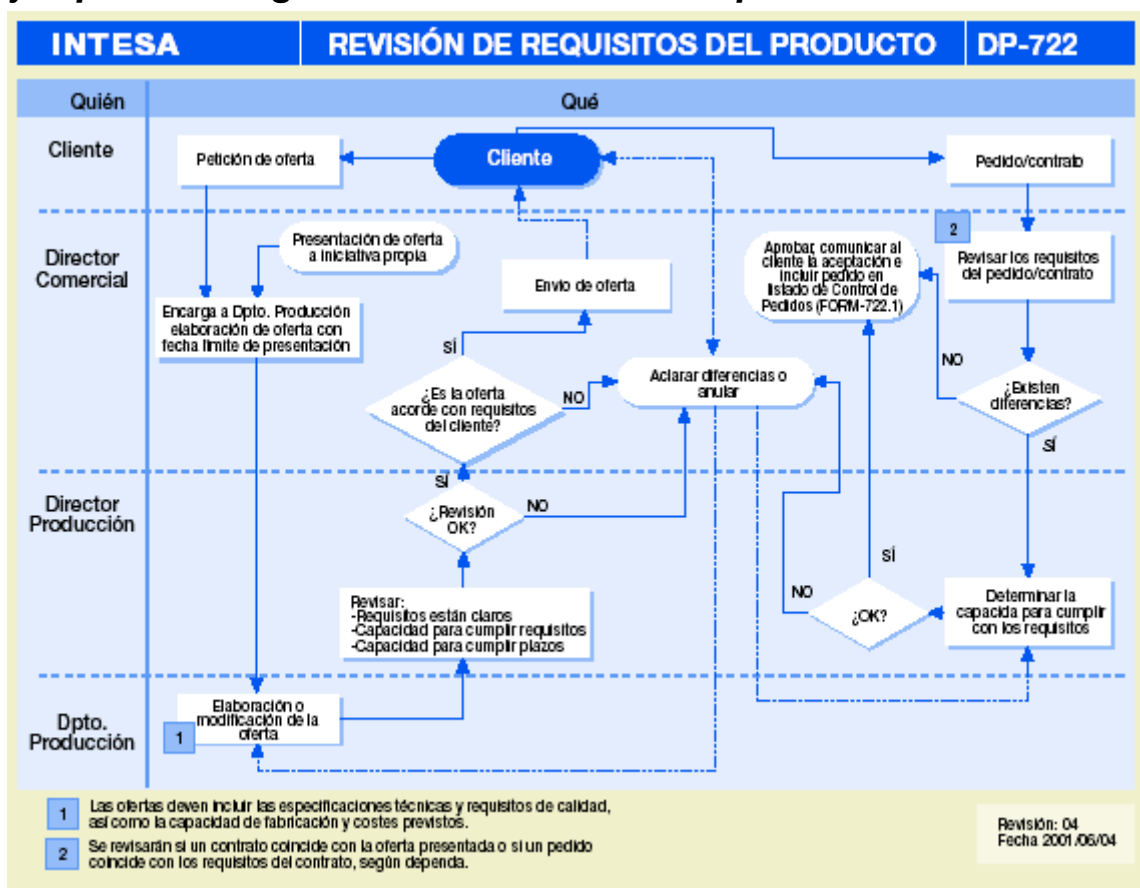 INTESA
REVISIÓN DE REQUISITOS DEL PRODUCTO
DP-722
Quién
Qué
Cliente
Petición de oferta
Cliente
Pedido/contrato
Director
Comercial
Presentación de oferta
a iniciativa propia
Encarga a Dpto. Producción
elaboración de oferta con
fecha límite de presentación
Envío de oferta
Aprobar, comunicar al
cliente la aceptación e
incluir pedido en
listado de Control de
Pedidos (FORM-722.1)
2
Revisar los requisitos
del pedido/contrato
SÍ
¿Es la oferta
acorde con requisitos
del cliente?
NO
Aclarar diferencias o
anular
NO
¿Existen
diferencias?
SÍ
Director
Producción
SÍ
¿Revisión
OK?
NO
Revisar:
-Requisitos están claros
-Capacidad para cumplir requisitos
-Capacidad para cumplir plazos
SÍ
NO
¿OK?
Determinar la
capacida para cumplir
con los requisitos
Dpto.
Producción
Elaboración o
modificación de la
oferta
1
1 Las ofertas deven incluir las especificaciones técnicas y requisitos de calidad,
así como la capacidad de fabricación y costes previstos.
2 Se revisarán si un contrato coincide con la oferta presentada o si un pedido
coincide con los requisitos del contrato, según dependa.
Revisión: 04
Fecha 2001/06/04